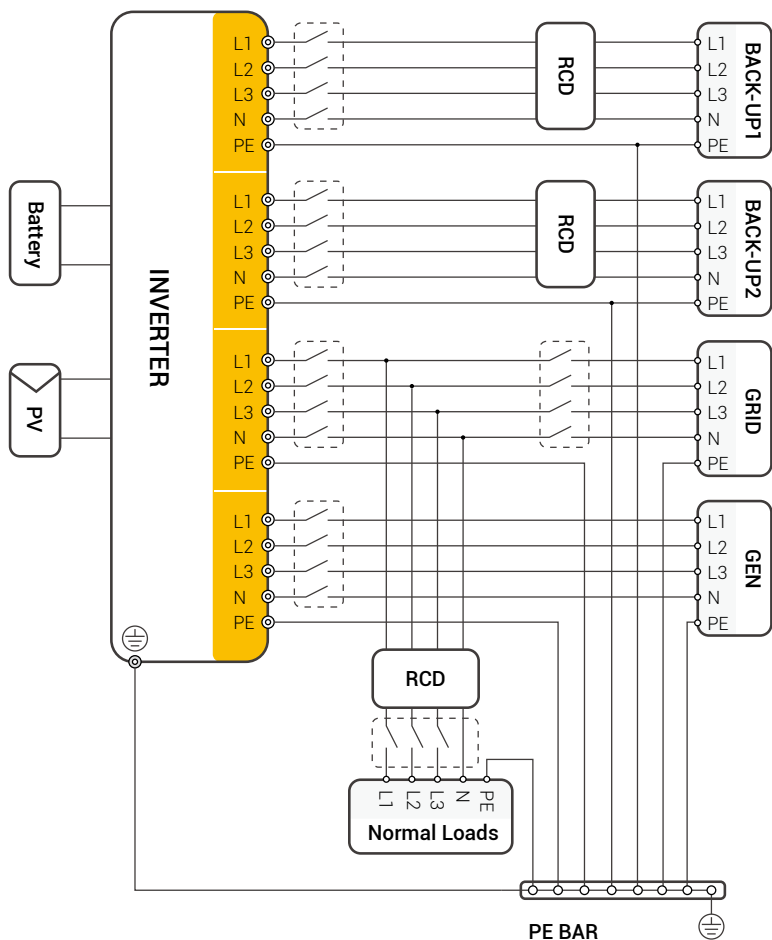 L1
L2
L3
N
PE
L1
L2
L3
N
PE
L1
L2
L3
N
PE
L1
L2
L3
N
PE
INVERTER
Battery
PV
RCD
L1
L2
L3
N
PE
BACK-UP1
RCD
L1
L2
L3
N
PE
BACK-UP2
L1
L2
L3
N
PE
GRID
L1
L2
L3
N
PE
GEN
RCD
L1 L2 L3 N PE
Normal Loads
PE BAR